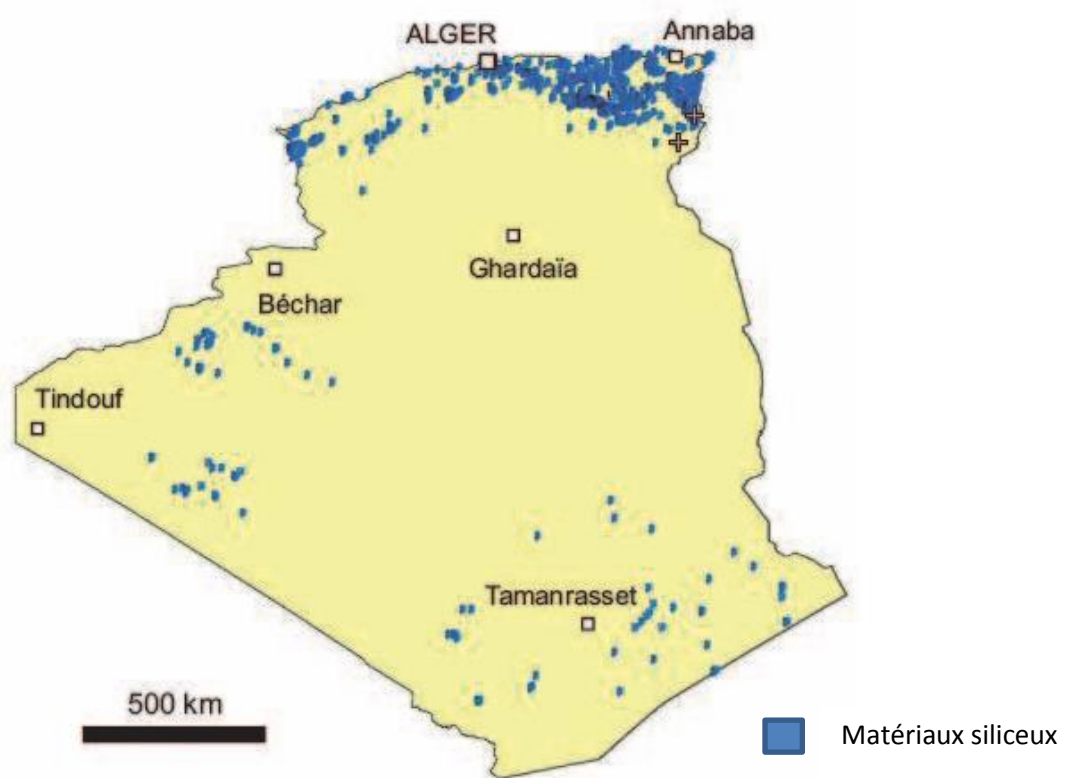 ALGER
Annaba
Ghardaïa
Béchar
Tindouf
Tamanrasset
500 km
Matériaux siliceux